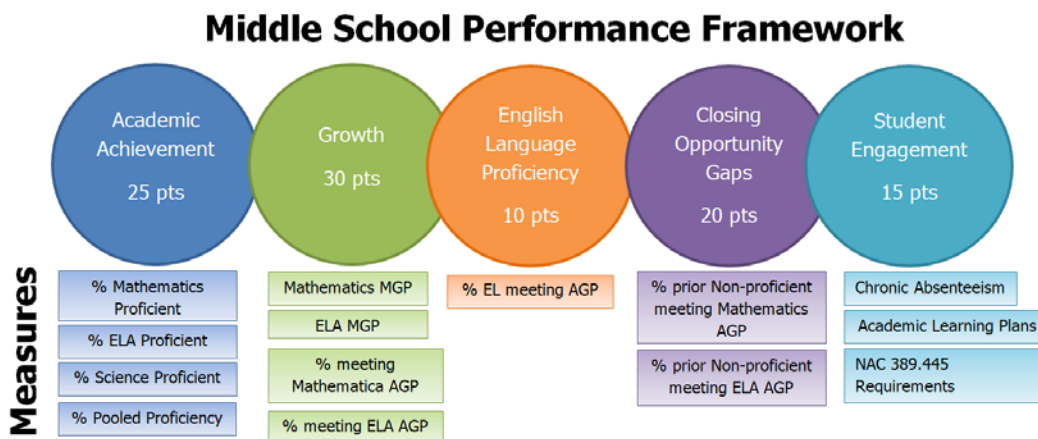 Middle School Performance Framework
Academic
Achievement
25 pts
Growth
30 pts
English
Language
Proficiency
10 pts
Closing
Opportunity
Gaps
20 pts
Student
Engagement
15 pts
Measures
% Mathematics
Proficient
% ELA Proficient
% Science Proficient
% Pooled Proficiency
Mathematics MGP
ELA MGP
% meeting
Mathematica AGP
% meeting ELA AGP
% EL meeting AGP
% prior Non-proficient
meeting Mathematics
AGP
% prior Non-proficient
meeting ELA AGP
Chronic Absenteeism
Academic Learning Plans
NAC 389.445
Requirements